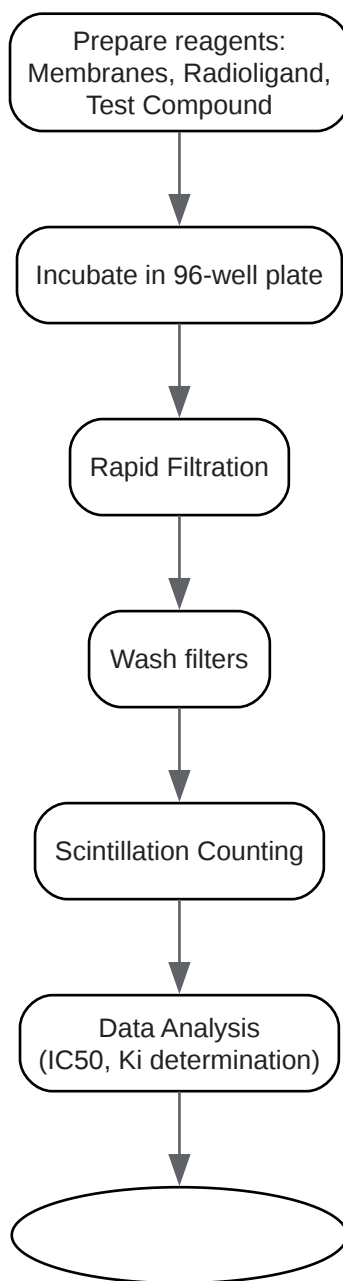 Prepare reagents:
Membranes, Radioligand,
Test Compound
Incubate in 96-well plate
Rapid Filtration
Wash filters
Scintillation Counting
Data Analysis
(IC50, Ki determination)